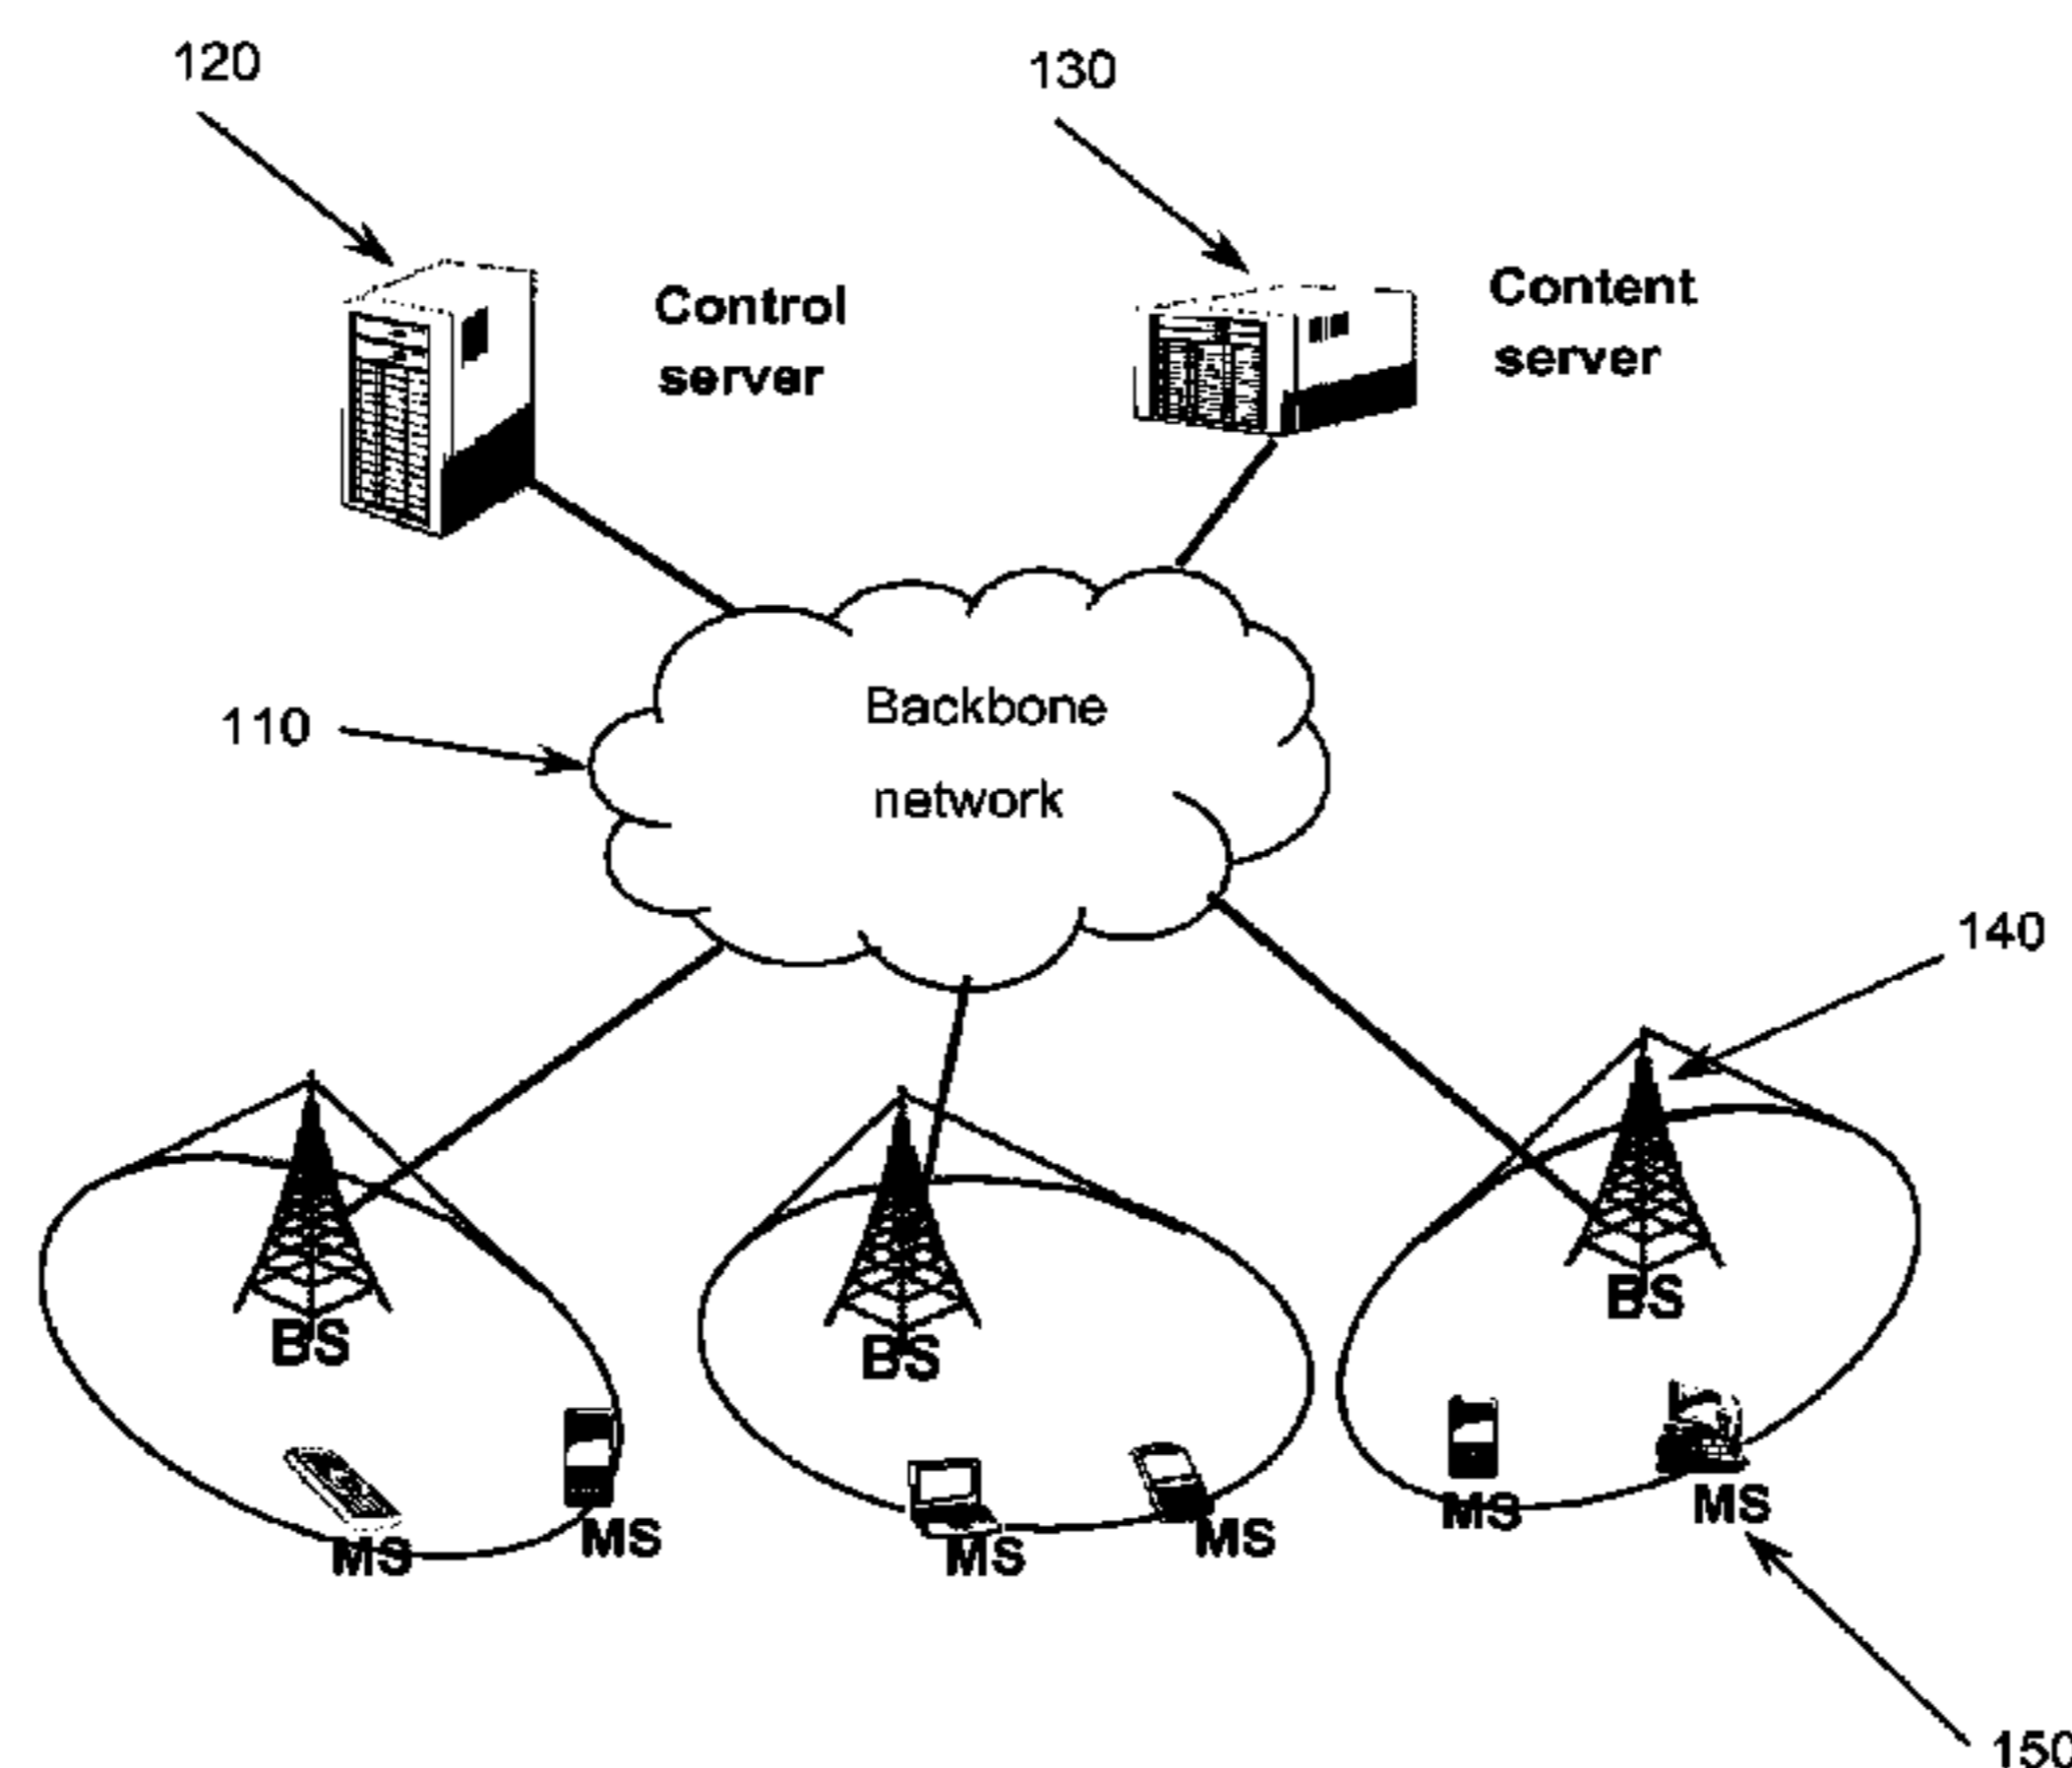 120
130
Control
server
Content
server
110
Backbone
network
140
BS
BS
BS
MS
MS
MS
MS
MS
MS
150